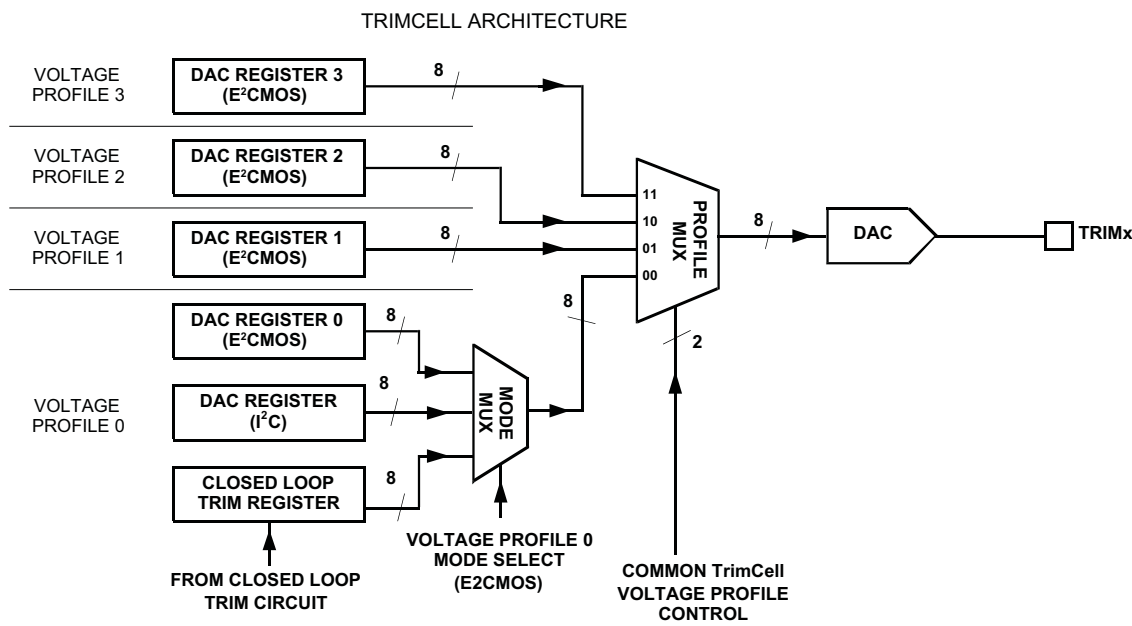 TRIMCELL ARCHITECTURE
VOLTAGE
PROFILE 3
DAC REGISTER 3
(E²CMOS)
8
VOLTAGE
PROFILE 2
DAC REGISTER 2
(E²CMOS)
8
VOLTAGE
PROFILE 1
DAC REGISTER 1
(E²CMOS)
8
11
10
01
00
PROFILE
MUX
8
DAC
TRIMx
DAC REGISTER 0
(E²CMOS)
8
8
2
VOLTAGE
PROFILE 0
DAC REGISTER
(I²C)
8
MODE
MUX
CLOSED LOOP
TRIM REGISTER
8
FROM CLOSED LOOP
TRIM CIRCUIT
VOLTAGE PROFILE 0
MODE SELECT
(E2CMOS)
COMMON TrimCell
VOLTAGE PROFILE
CONTROL